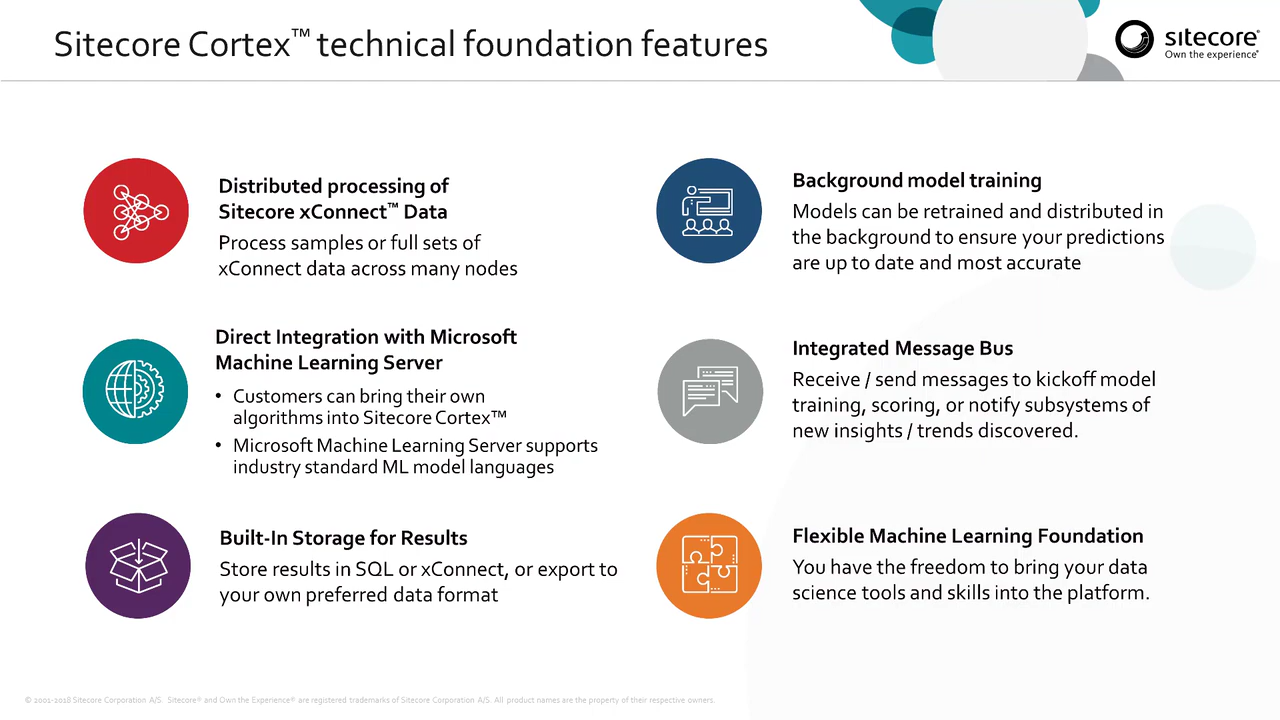 Sitecore Cortex™ technical foundation features
sitecore®
Own the experience®
Distributed processing of
Sitecore xConnect™ Data
Process samples or full sets of
xConnect data across many nodes
Direct Integration with Microsoft
Machine Learning Server
• Customers can bring their own
algorithms into Sitecore Cortex™
• Microsoft Machine Learning Server supports
industry standard ML model languages
Built-In Storage for Results
Store results in SQL or xConnect, or export to
your own preferred data format
Background model training
Models can be retrained and distributed in
the background to ensure your predictions
are up to date and most accurate
Integrated Message Bus
Receive / send messages to kickoff model
training, scoring, or notify subsystems of
new insights / trends discovered.
Flexible Machine Learning Foundation
You have the freedom to bring your data
science tools and skills into the platform.
© 2001-2018 Sitecore Corporation A/S. Sitecore® and Own the Experience® are registered trademarks of Sitecore Corporation A/S. All product names are the property of their respective owners.